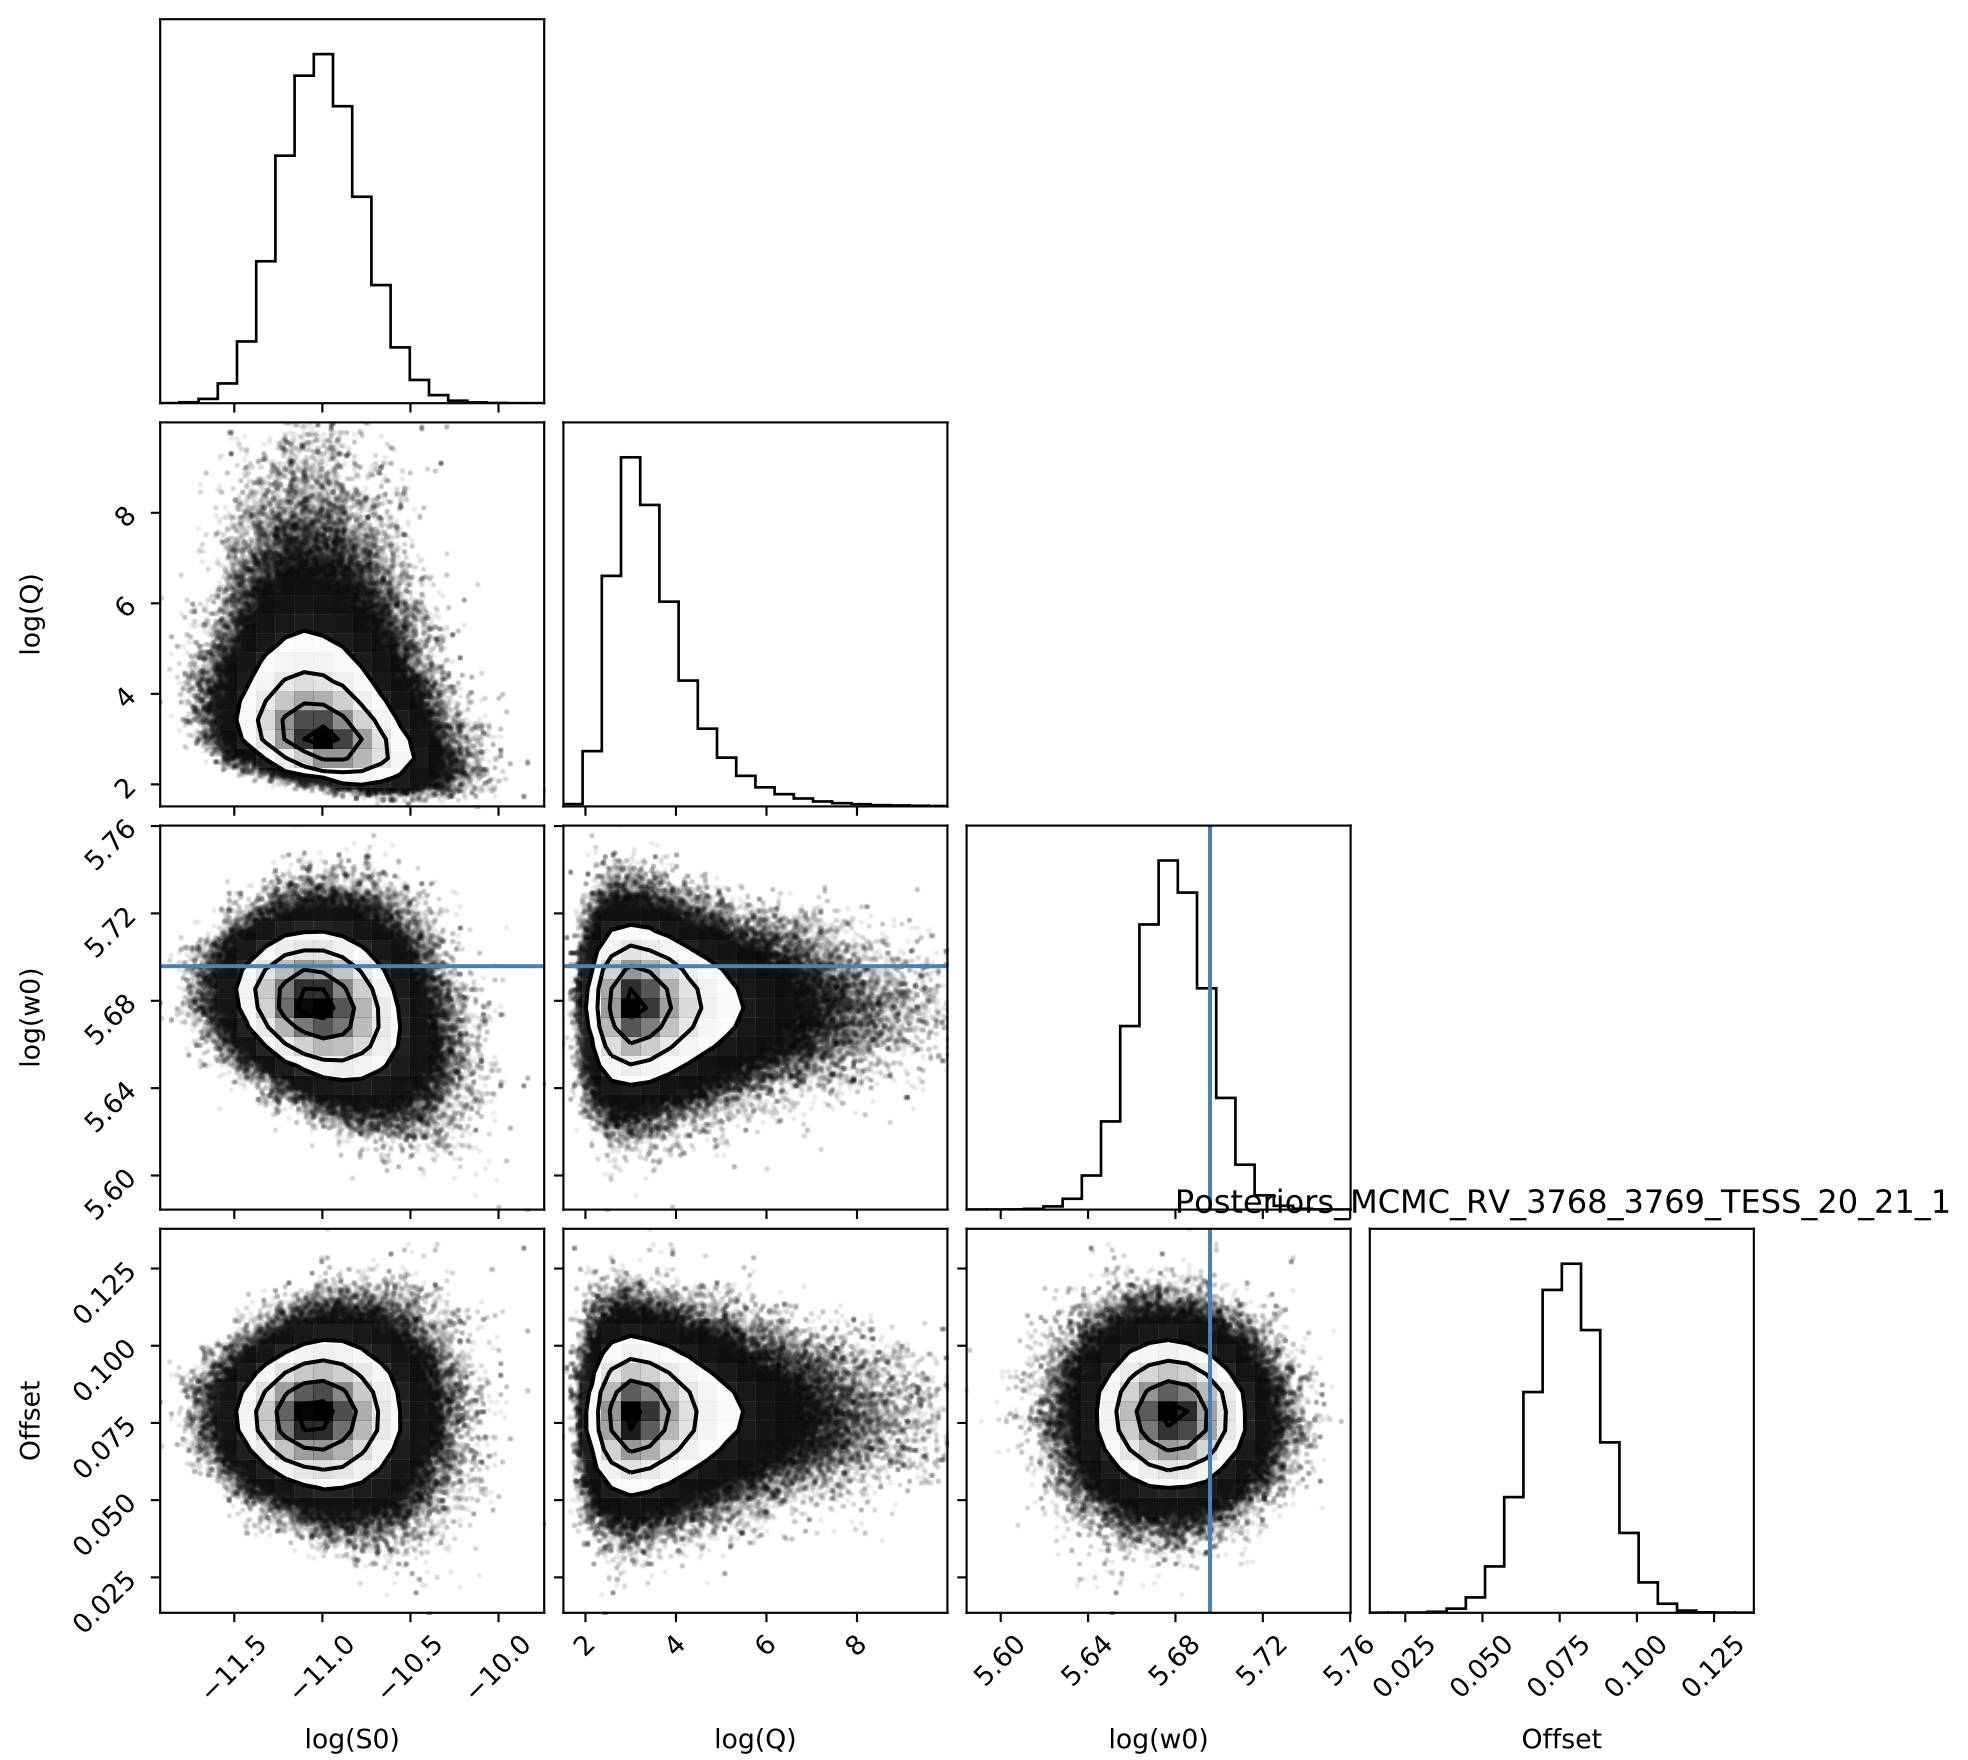 log(Q)
8
6
4
2
log(w0)
5.76
5.72
5.68
5.64
5.60
Posteriors_MCMC_RV_3768_3769_TESS_20_21_1
Offset
0.125
0.100
0.075
0.050
0.025
−11.5 −11.0 −10.5 −10.0 2 4 6 8 5.60 5.64 5.68 5.72 5.76 0.025 0.050 0.075 0.100 0.125
log(S0) log(Q) log(w0) Offset